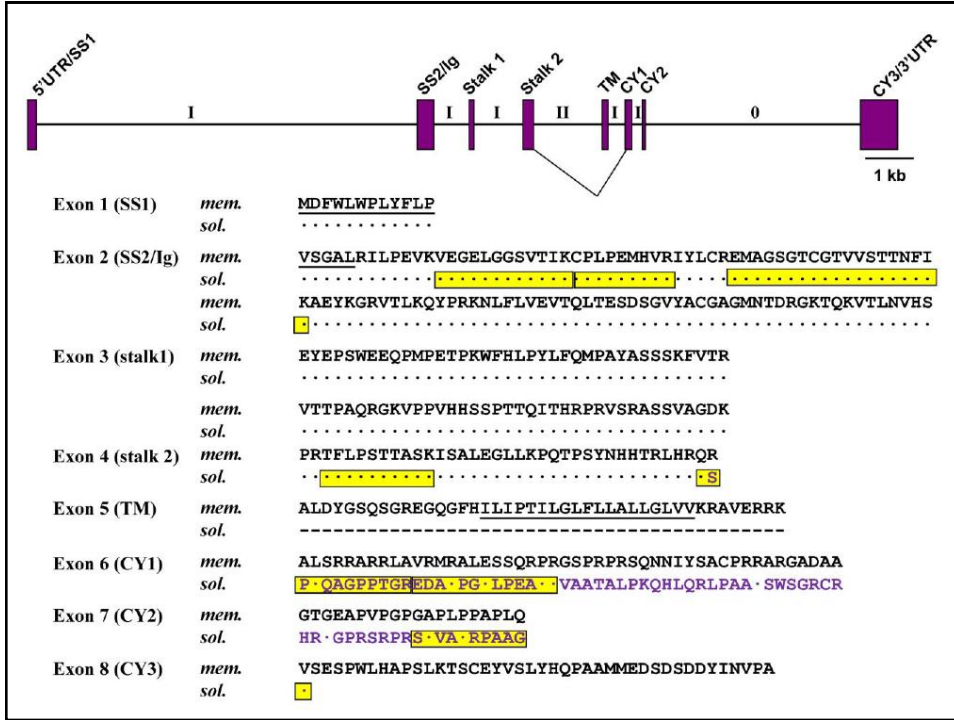 5'UTR/SS1 SS2/Ig Stalk 1 Stalk 2 TM CY1 CY2 CY3/3'UTR
I I I II I I 0
1 kb
Exon 1 (SS1) mem. MDFWLWPLYFLP
sol. ············
Exon 2 (SS2/Ig) mem. VSGALRILPEVKVEGELGGSVTIKCPLPEMHVRIYLCREMAGSGTCGTVVSTTNFI
sol. ························································
mem. KAEYKGRVTLKQYPRKNLFLVEVTQLTESDSGVYACGAGMNTDRGKTQKVTLNVHS
sol. ························································
Exon 3 (stalk1) mem. EYEPSWEEQPMPETPKWFHLPYLFQMPAYASSSKFVTR
sol. ······································
mem. VTTPAQRGKVPPVHHSSPTTQITHRPRVSRASSVAGDK
sol. ······································
Exon 4 (stalk 2) mem. PRTFLPSTTASKISALEGLLKPQTPSYNHHTRLHRQR
sol. ····································S
Exon 5 (TM) mem. ALDYGSQSGREGQGFHILIPTILGLFLLALLGLVVKRAVERRK
sol. -------------------------------------------
Exon 6 (CY1) mem. ALSRRARRLAVRMRALESSQRPRGSPRPRSQNNIYSACPRRARGADAA
sol. P·QAGPPTGREDA·PG·LPEA··VAATALPKQHLQRLPAA·SWSGRCR
Exon 7 (CY2) mem. GTGEAPVPGPGAPLPPAPLQ
sol. HR·GPRSRPRS·VA·RPAAG
Exon 8 (CY3) mem. VSESPWLHAPSLKTSCEYVSLYHQPAAMMEDSDSDDYINVPA
sol. ·